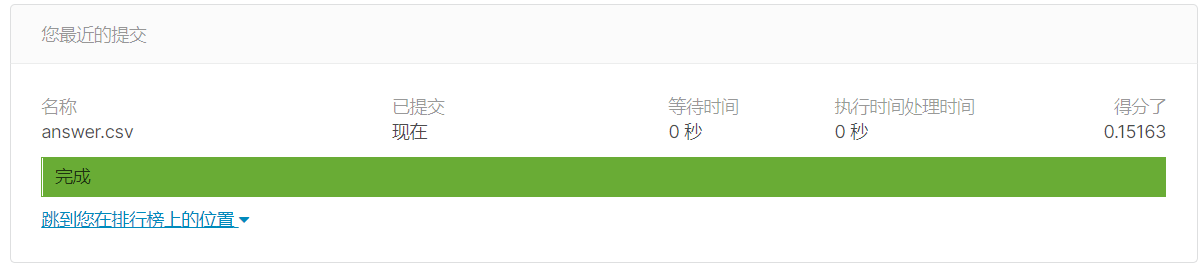 您最近的提交
名称 已提交 等待时间 执行时间处理时间 得分了
answer.csv 现在 0 秒 0 秒 0.15163
完成
跳到您在排行榜上的位置